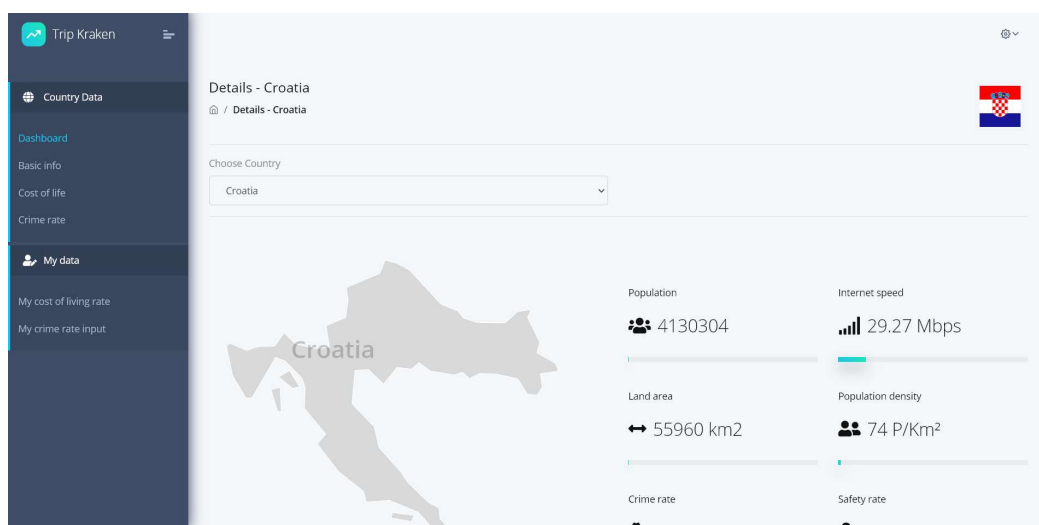 Trip Kraken
Country Data
Dashboard
Basic info
Cost of life
Crime rate
My data
My cost of living rate
My crime rate input
Details - Croatia
/ Details - Croatia
Choose Country
Croatia
Croatia
Population
4130304
Internet speed
29.27 Mbps
Land area
55960 km2
Population density
74 P/Km²
Crime rate
Safety rate